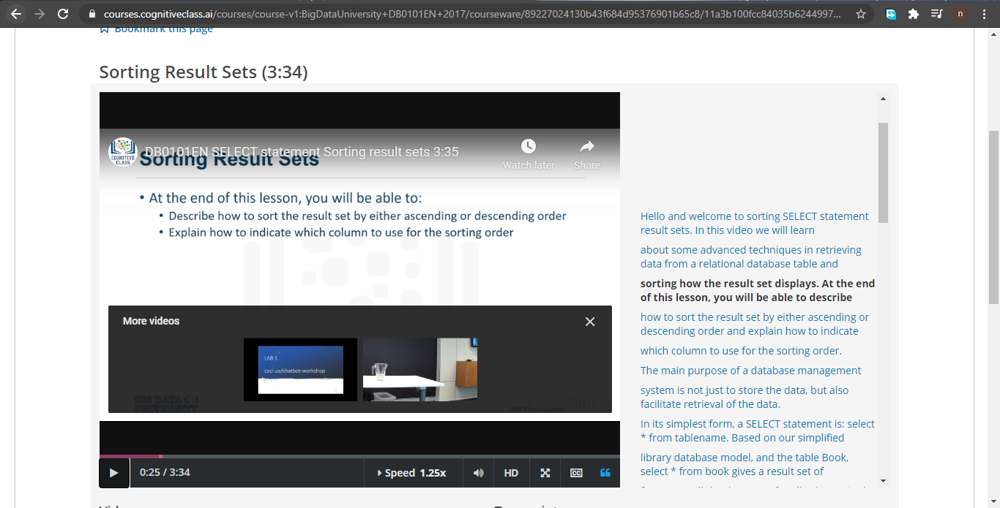 courses.cognitiveclass.ai/courses/course-v1:BigDataUniversity+DB0101EN+2017/courseware/89227024130b43f684d95376901b65c8/11a3b100fcc84035b6244997...
n
Bookmark this page
Sorting Result Sets (3:34)
COGNITIVE
CLASS
DB0101EN SELECT statement Sorting result sets 3:35
Sorting Result Sets
Watch later
Share
• At the end of this lesson, you will be able to:
• Describe how to sort the result set by either ascending or descending order
• Explain how to indicate which column to use for the sorting order
More videos
LAB 1
cocl.us/chatbot-workshop
BIG DATA
UNIVERSITY
YouTube
0:25 / 3:34
Speed 1.25x
HD
CC
Hello and welcome to sorting SELECT statement
result sets. In this video we will learn
about some advanced techniques in retrieving
data from a relational database table and
sorting how the result set displays. At the end
of this lesson, you will be able to describe
how to sort the result set by either ascending or
descending order and explain how to indicate
which column to use for the sorting order.
The main purpose of a database management
system is not just to store the data, but also
facilitate retrieval of the data.
In its simplest form, a SELECT statement is: select
* from tablename. Based on our simplified
library database model, and the table Book,
select * from book gives a result set of